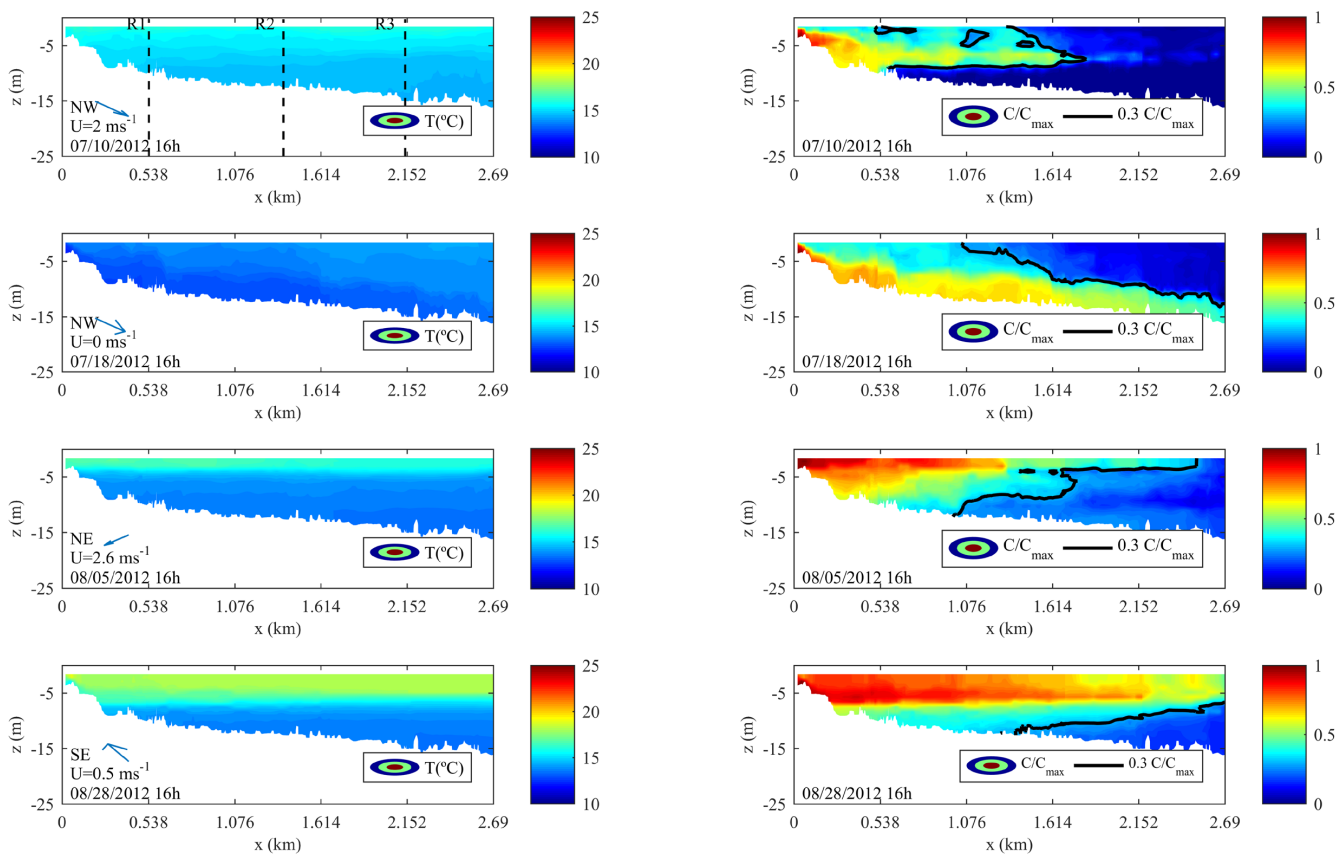 R1 R2 R3
-5
-15
-25
z (m)
NW
U=2 ms-1
07/10/2012 16h
T(ºC)
0 0.538 1.076 1.614 2.152 2.69
x (km)
25
20
15
10
-5
-15
-25
z (m)
07/10/2012 16h
C/Cmax 0.3 C/Cmax
0 0.538 1.076 1.614 2.152 2.69
x (km)
1
0.5
0
-5
-15
-25
z (m)
NW
U=0 ms-1
07/18/2012 16h
T(ºC)
0 0.538 1.076 1.614 2.152 2.69
x (km)
25
20
15
10
-5
-15
-25
z (m)
07/18/2012 16h
C/Cmax 0.3 C/Cmax
0 0.538 1.076 1.614 2.152 2.69
x (km)
1
0.5
0
-5
-15
-25
z (m)
NE
U=2.6 ms-1
08/05/2012 16h
T(ºC)
0 0.538 1.076 1.614 2.152 2.69
x (km)
25
20
15
10
-5
-15
-25
z (m)
08/05/2012 16h
C/Cmax 0.3 C/Cmax
0 0.538 1.076 1.614 2.152 2.69
x (km)
1
0.5
0
-5
-15
-25
z (m)
SE
U=0.5 ms-1
08/28/2012 16h
T(ºC)
0 0.538 1.076 1.614 2.152 2.69
x (km)
25
20
15
10
-5
-15
-25
z (m)
08/28/2012 16h
C/Cmax 0.3 C/Cmax
0 0.538 1.076 1.614 2.152 2.69
x (km)
1
0.5
0